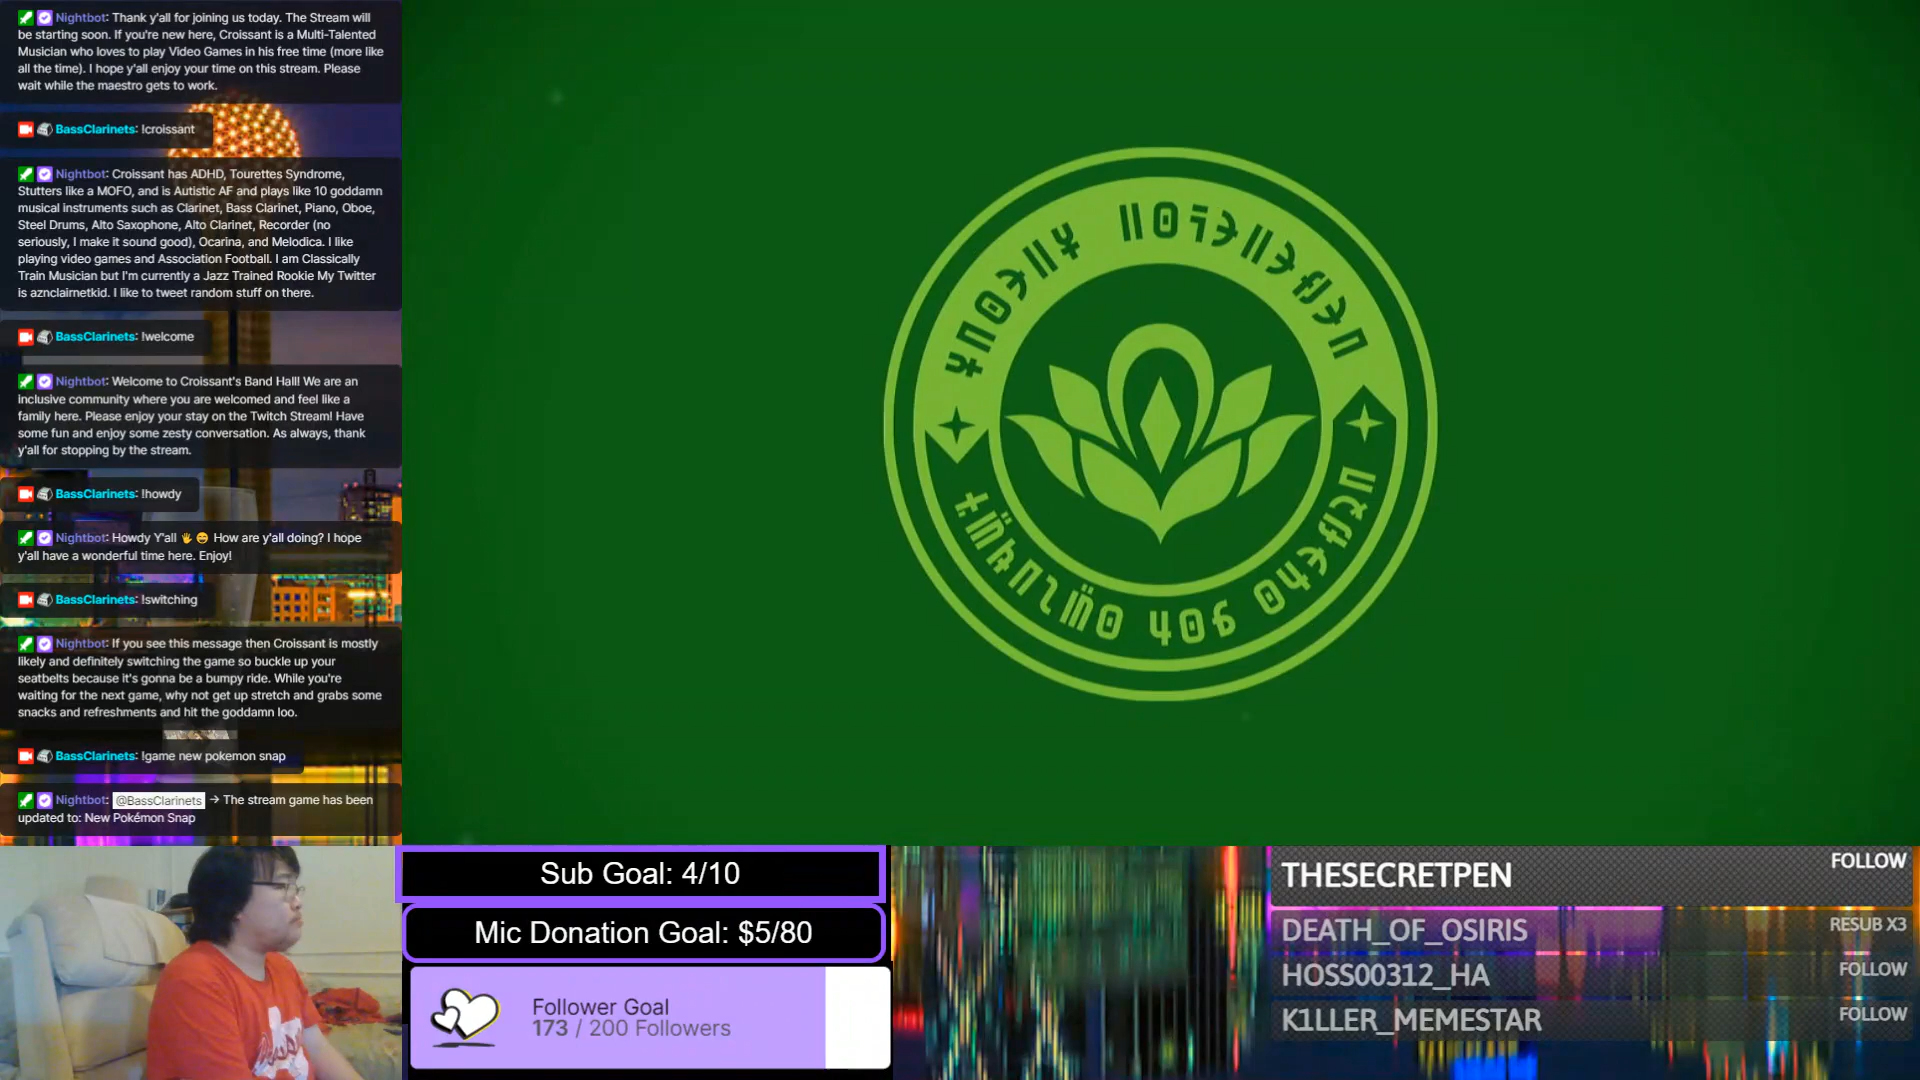 Nightbot: Thank y'all for joining us today. The Stream will
be starting soon. If you're new here, Croissant is a Multi-Talented
Musician who loves to play Video Games in his free time (more like
all the time). I hope y'all enjoy your time on this stream. Please
wait while the maestro gets to work.
BassClarinets: !croissant
Nightbot: Croissant has ADHD, Tourettes Syndrome,
Stutters like a MOFO, and is Autistic AF and plays like 10 goddamn
musical instruments such as Clarinet, Bass Clarinet, Piano, Oboe,
Steel Drums, Alto Saxophone, Alto Clarinet, Recorder (no
seriously, I make it sound good), Ocarina, and Melodica. I like
playing video games and Association Football. I am Classically
Train Musician but I'm currently a Jazz Trained Rookie My Twitter
is aznclairnetkid. I like to tweet random stuff on there.
BassClarinets: !welcome
Nightbot: Welcome to Croissant's Band Hall! We are an
inclusive community where you are welcomed and feel like a
family here. Please enjoy your stay on the Twitch Stream! Have
some fun and enjoy some zesty conversation. As always, thank
y'all for stopping by the stream.
BassClarinets: !howdy
Nightbot: Howdy Y'all 🖐 😄 How are y'all doing? I hope
y'all have a wonderful time here. Enjoy!
BassClarinets: !switching
Nightbot: If you see this message then Croissant is mostly
likely and definitely switching the game so buckle up your
seatbelts because it's gonna be a bumpy ride. While you're
waiting for the next game, why not get up stretch and grabs some
snacks and refreshments and hit the goddamn loo.
BassClarinets: !game new pokemon snap
Nightbot: @BassClarinets → The stream game has been
updated to: New Pokémon Snap
Sub Goal: 4/10
Mic Donation Goal: $5/80
Follower Goal
173 / 200 Followers
THESECRETPEN FOLLOW
DEATH_OF_OSIRIS RESUB X3
HOSS00312_HA FOLLOW
K1LLER_MEMESTAR FOLLOW